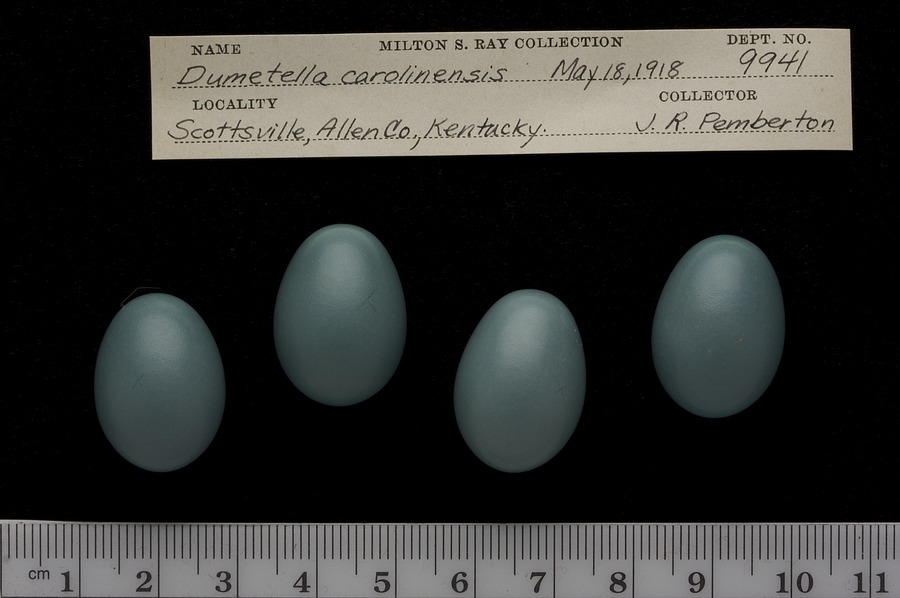 NAME MILTON S. RAY COLLECTION DEPT. NO.
Dumetella carolinensis May 18, 1918 9941
LOCALITY COLLECTOR
Scottsville, Allen Co., Kentucky. J. R. Pemberton
cm 1 2 3 4 5 6 7 8 9 10 11